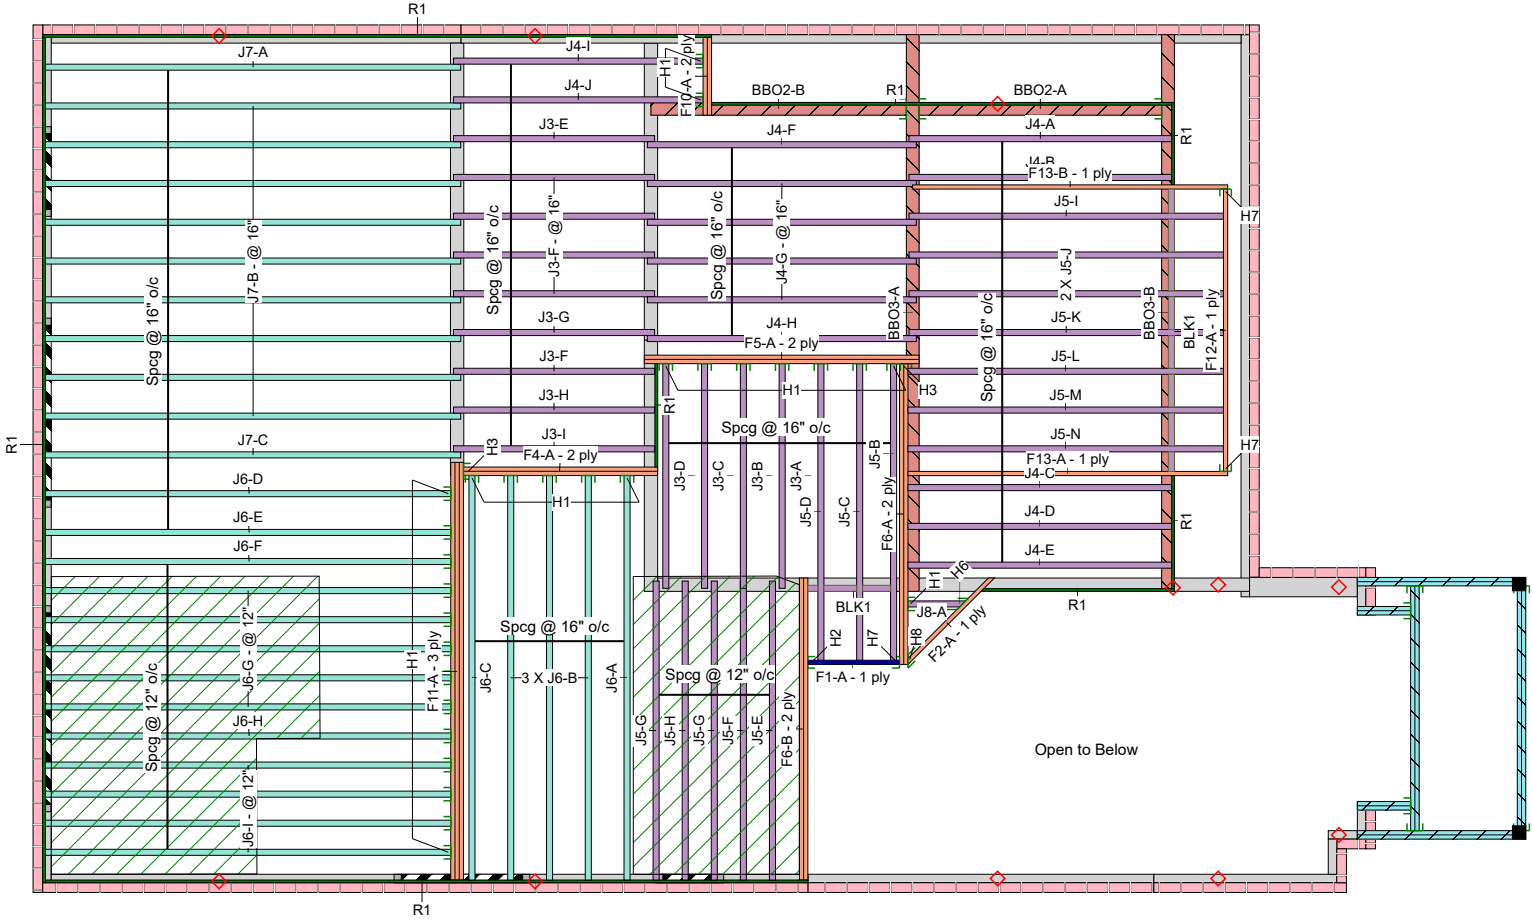 R1
J7-A
J4-I
H1
F10-A - 2 ply
J4-J
BBO2-B
R1
BBO2-A
J3-E
J4-F
J4-A
R1
J4-B
F13-B - 1 ply
J5-I
H7
Spcg @ 16" o/c
J7-B - @ 16"
Spcg @ 16" o/c
J3-F - @ 16"
Spcg @ 16" o/c
J4-G - @ 16"
BBO3-A
Spcg @ 16" o/c
2 X J5-J
BBO3-B
BLK1
F12-A - 1 ply
J3-G
J4-H
F5-A - 2 ply
J5-K
J3-F
J5-L
J3-H
R1
H1
H3
J5-M
J3-I
Spcg @ 16" o/c
J5-N
R1
J7-C
H3
F4-A - 2 ply
J5-B
F13-A - 1 ply
H7
J4-C
J6-D
J3-D
J3-C
J3-B
J3-A
H1
J5-D
J5-C
F6-A - 2 ply
J4-D
R1
J6-E
J6-F
J4-E
H1
H6
J6-G - @ 12"
Spcg @ 16" o/c
BLK1
J8-A
R1
H2
H7
H8
F2-A - 1 ply
H1
F11-A - 3 ply
J6-C
3 X J6-B
J6-A
Spcg @ 12" o/c
F1-A - 1 ply
Spcg @ 12" o/c
J6-H
J5-G
J5-H
J5-G
J5-F
J5-E
F6-B - 2 ply
Open to Below
J6-I - @ 12"
R1